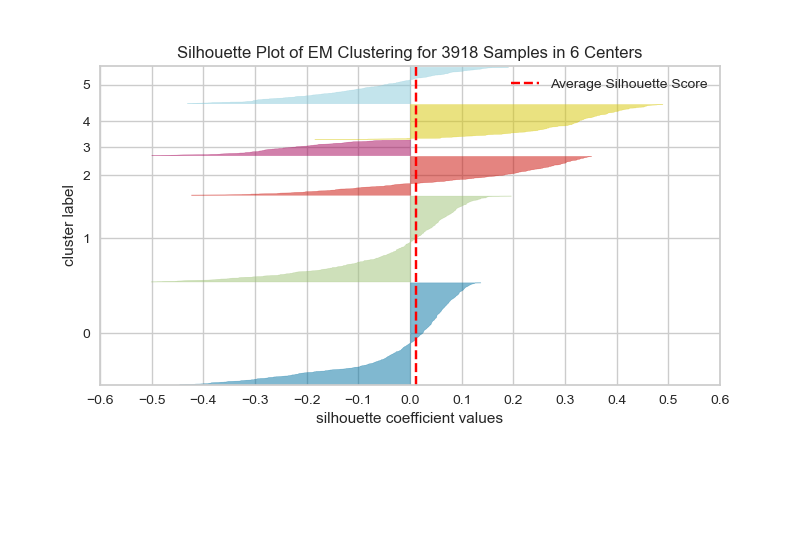 Silhouette Plot of EM Clustering for 3918 Samples in 6 Centers
Average Silhouette Score
cluster label
5
4
3
2
1
0
−0.6 −0.5 −0.4 −0.3 −0.2 −0.1 0.0 0.1 0.2 0.3 0.4 0.5 0.6
silhouette coefficient values